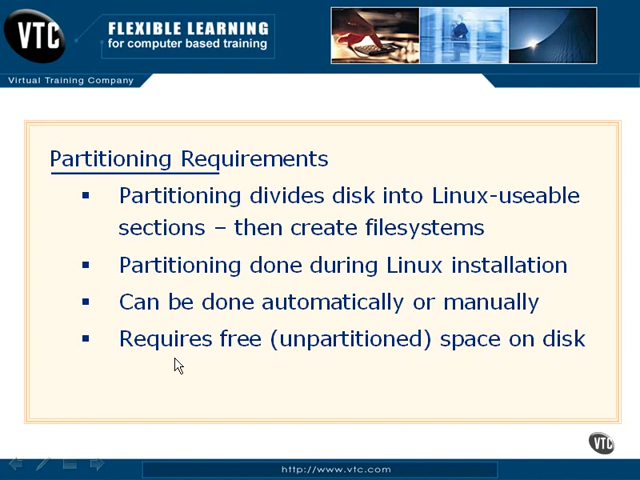 VTC
FLEXIBLE LEARNING
for computer based training
Virtual Training Company
Partitioning Requirements
▪ Partitioning divides disk into Linux-useable
sections – then create filesystems
▪ Partitioning done during Linux installation
▪ Can be done automatically or manually
▪ Requires free (unpartitioned) space on disk
VTC
http://www.vtc.com